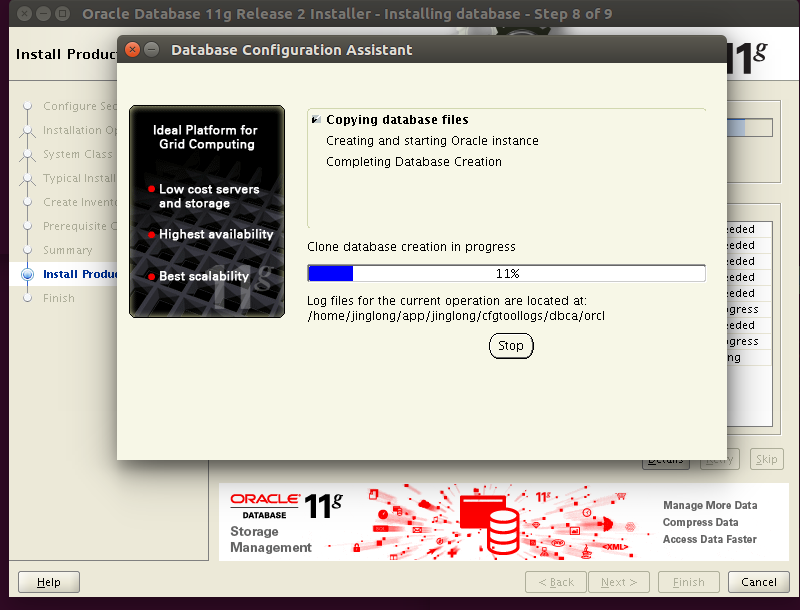 Oracle Database 11g Release 2 Installer - Installing database - Step 8 of 9
Install Produc
11g
Database Configuration Assistant
Configure Sec
Installation Op
System Class
Typical Install
Create Invento
Prerequisite C
Summary
Install Produc
Finish
Ideal Platform for
Grid Computing
Low cost servers
and storage
Highest availability
Best scalability
11g
Copying database files
Creating and starting Oracle instance
Completing Database Creation
Clone database creation in progress
11%
Log files for the current operation are located at:
/home/jinglong/app/jinglong/cfgtoollogs/dbca/orcl
Stop
eeded
eeded
eeded
eeded
eeded
ogress
eeded
ogress
ng
Details
Retry
Skip
ORACLE
DATABASE
11g
Storage
Management
11g
<XML>
Manage More Data
Compress Data
Access Data Faster
Help
< Back
Next >
Finish
Cancel